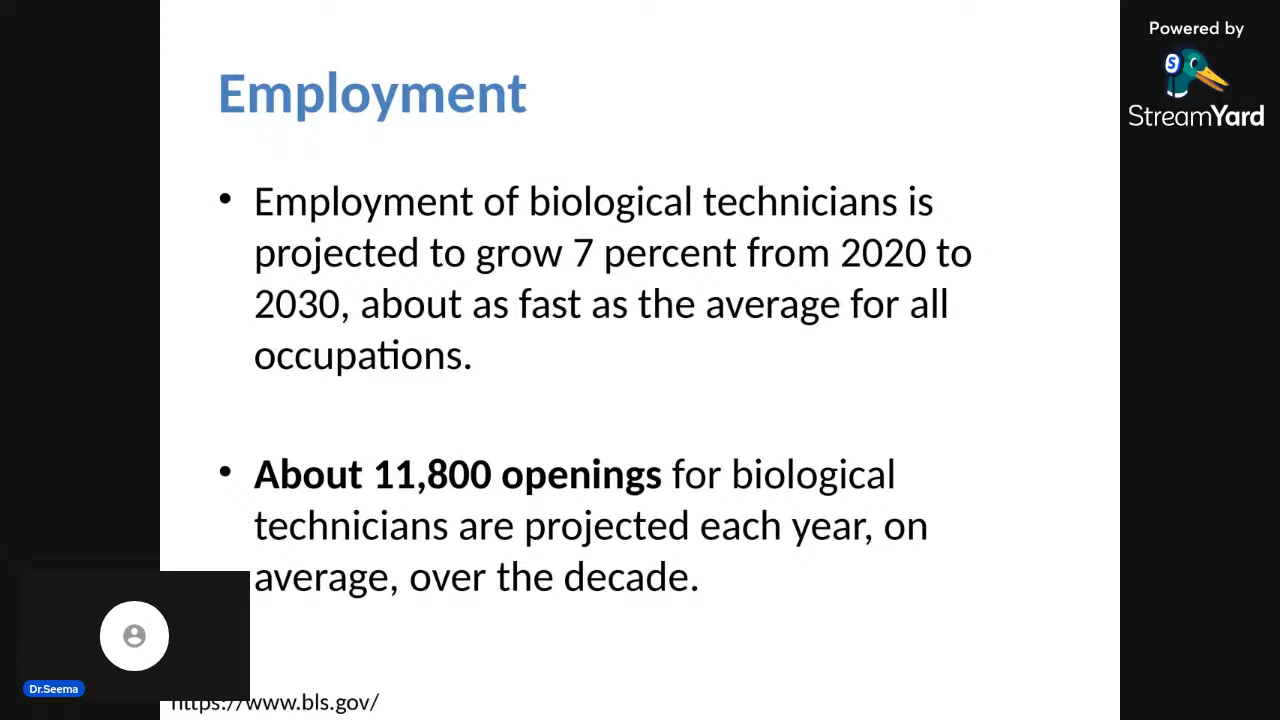 Powered by
StreamYard
Employment
• Employment of biological technicians is
projected to grow 7 percent from 2020 to
2030, about as fast as the average for all
occupations.
• About 11,800 openings for biological
technicians are projected each year, on
average, over the decade.
Dr.Seema
https://www.bls.gov/